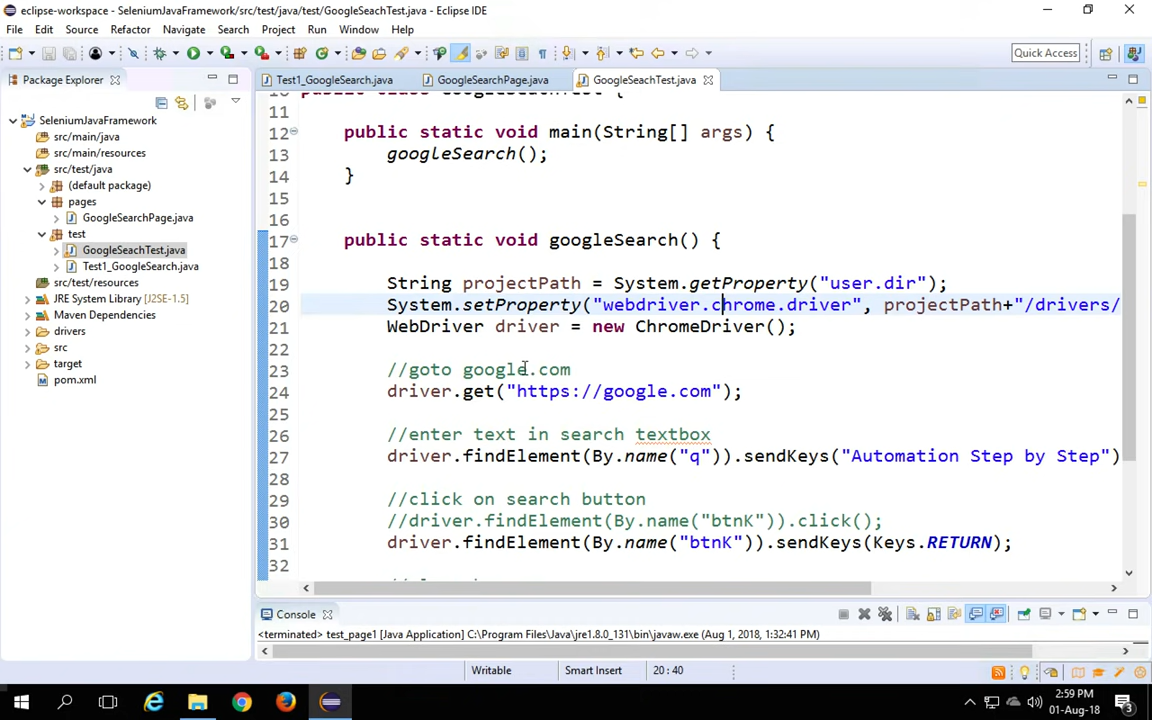 eclipse-workspace - SeleniumJavaFramework/src/test/java/test/GoogleSeachTest.java - Eclipse IDE
File Edit Source Refactor Navigate Search Project Run Window Help
Quick Access
Package Explorer
Test1_GoogleSearch.java GoogleSearchPage.java GoogleSeachTest.java
SeleniumJavaFramework
src/main/java
src/main/resources
src/test/java
(default package)
pages
GoogleSearchPage.java
test
GoogleSeachTest.java
Test1_GoogleSearch.java
src/test/resources
JRE System Library [J2SE-1.5]
Maven Dependencies
drivers
src
target
pom.xml
11
12 public static void main(String[] args) {
13 googleSearch();
14 }
15
16
17 public static void googleSearch() {
18
19 String projectPath = System.getProperty("user.dir");
20 System.setProperty("webdriver.chrome.driver", projectPath+"/drivers/
21 WebDriver driver = new ChromeDriver();
22
23 //goto google.com
24 driver.get("https://google.com");
25
26 //enter text in search textbox
27 driver.findElement(By.name("q")).sendKeys("Automation Step by Step")
28
29 //click on search button
30 //driver.findElement(By.name("btnK")).click();
31 driver.findElement(By.name("btnK")).sendKeys(Keys.RETURN);
32
Console
<terminated> test_page1 [Java Application] C:\Program Files\Java\jre1.8.0_131\bin\javaw.exe (Aug 1, 2018, 1:32:41 PM)
Writable Smart Insert 20 : 40
2:59 PM
01-Aug-18
3